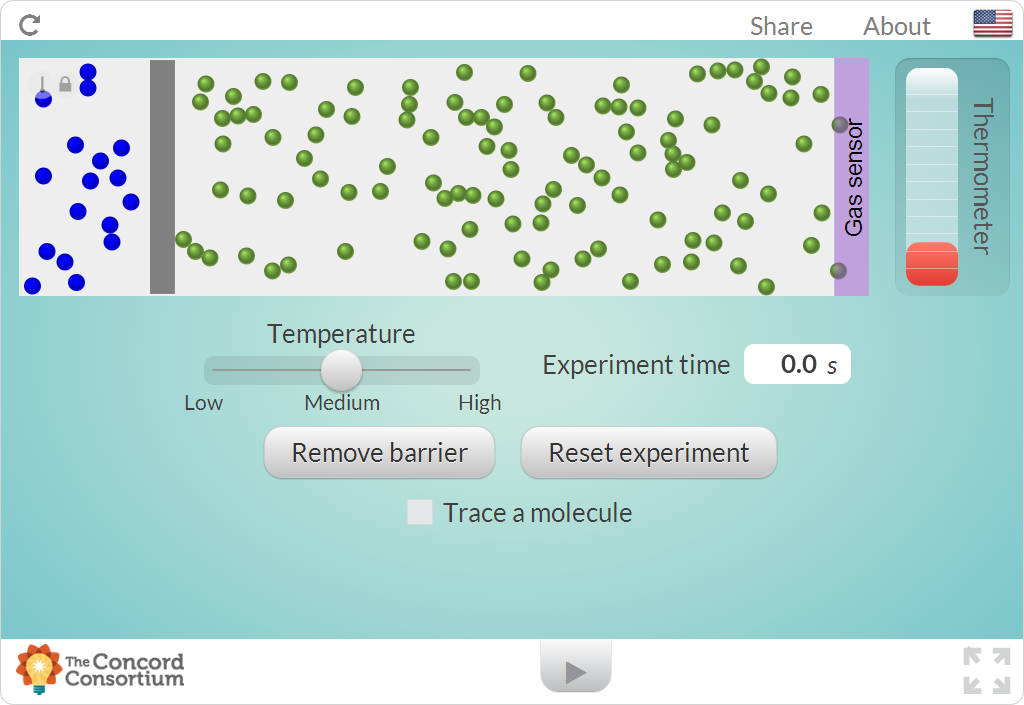 Share About
Gas sensor
Thermometer
Temperature
Low Medium High
Experiment time 0.0 s
Remove barrier Reset experiment
Trace a molecule
The Concord
Consortium